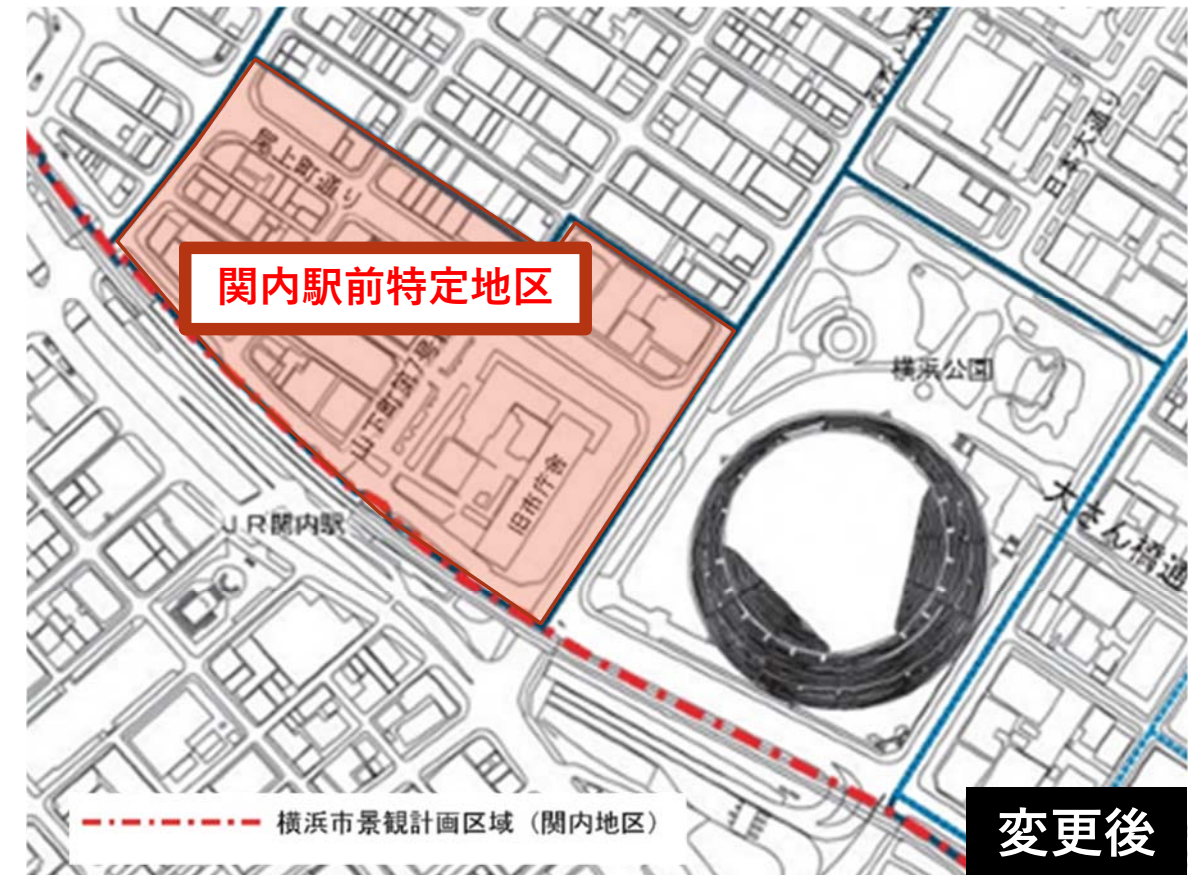 尾上町通り
日本大通り
関内駅前特定地区
山下町第7号
横浜公園
旧市庁舎
JR関内駅
大さん橋通
横浜市景観計画区域(関内地区)
変更後